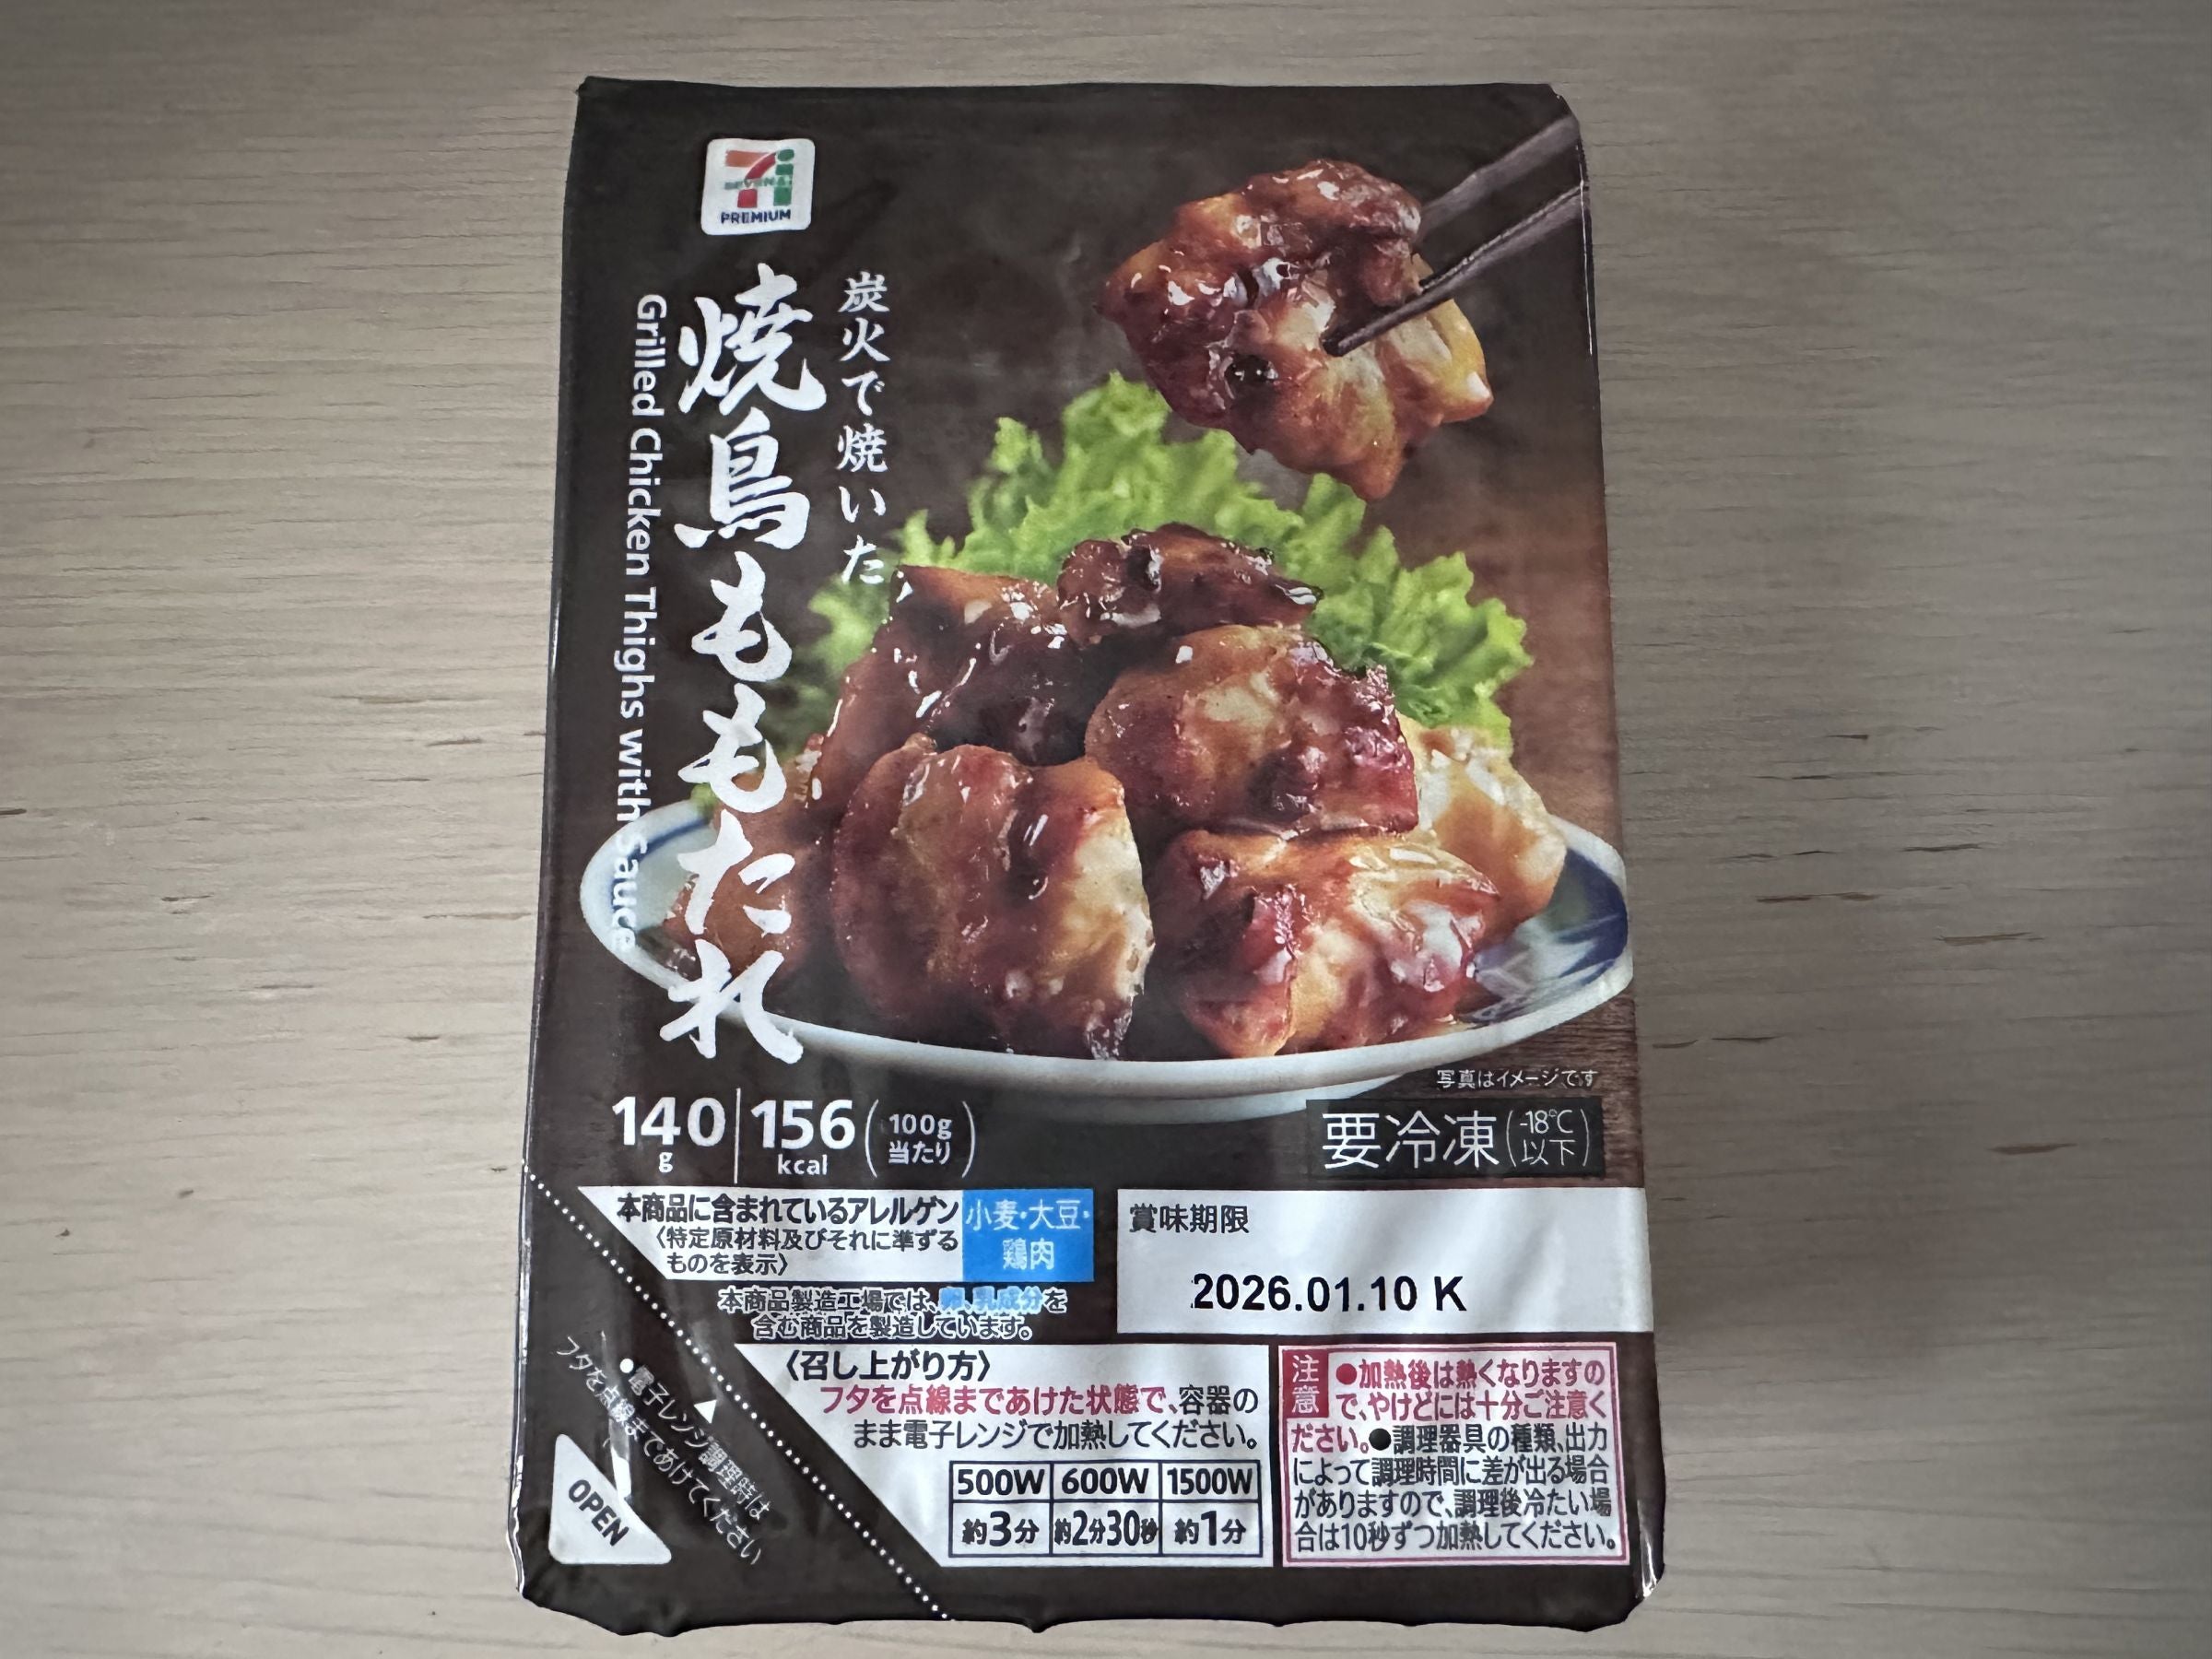 SEVEN&i
PREMIUM
炭火で焼いた
焼鳥ももたれ
Grilled Chicken Thighs with Sauce
写真はイメージです
140g
156kcal(100g当たり)
要冷凍(-18℃以下)
本商品に含まれているアレルゲン
〈特定原材料及びそれに準ずる
ものを表示〉
小麦・大豆・
鶏肉
本商品製造工場では、卵、乳成分を
含む商品を製造しています。
賞味期限
2026.01.10 K
〈召し上がり方〉
フタを点線まであけた状態で、容器の
まま電子レンジで加熱してください。
500W 600W 1500W
約3分 約2分30秒 約1分
注意
●加熱後は熱くなりますの
で、やけどには十分ご注意く
ださい。●調理器具の種類、出力
によって調理時間に差が出る場合
がありますので、調理後冷たい場
合は10秒ずつ加熱してください。
●電子レンジ調理時は
フタを点線まであけてください
OPEN